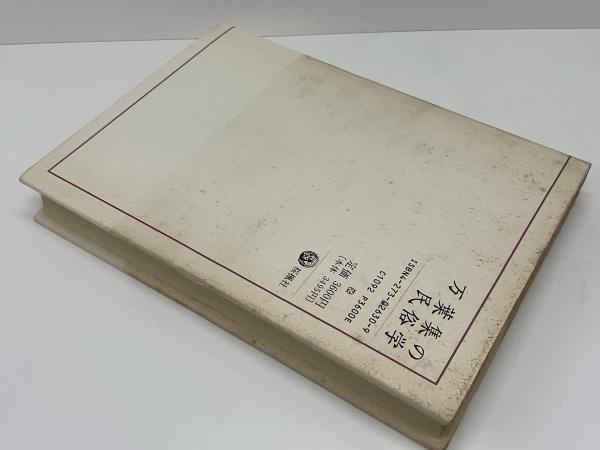 万葉集の
民俗学
ISBN4-273-02630-9
C1092 P3600E
定価 3600円
(本体 3495円)
桜楓社